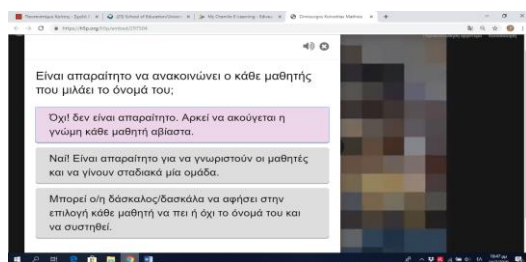 Είναι απαραίτητο να ανακοινώνει ο κάθε μαθητής
που μιλάει το όνομά του;
Όχι! δεν είναι απαραίτητο. Αρκεί να ακούγεται η
γνώμη κάθε μαθητή αβίαστα.
Ναί! Είναι απαραίτητο για να γνωριστούν οι μαθητές
και να γίνουν σταδιακά μία ομάδα.
Μπορεί ο/η δάσκαλος/δασκάλα να αφήσει στην
επιλογή κάθε μαθητή να πει ή όχι το όνομά του και
να συστηθεί.